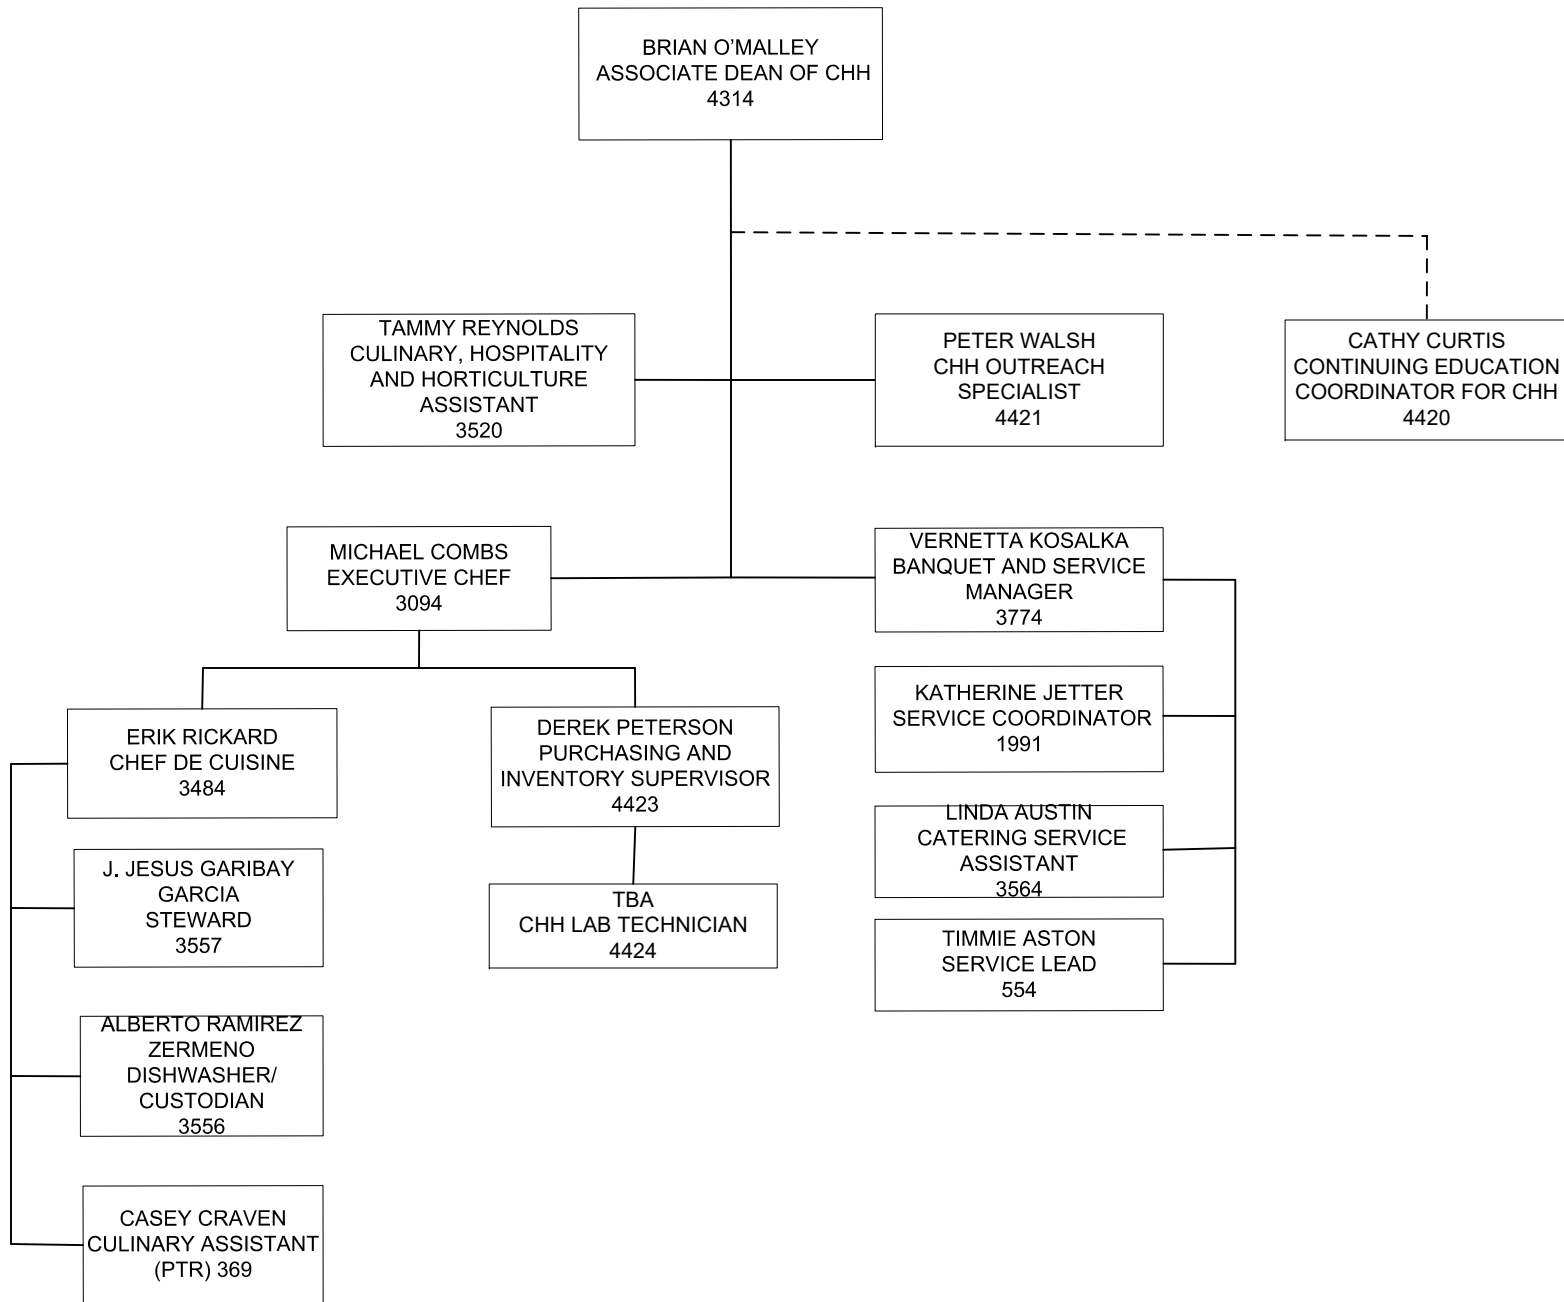 BRIAN O’MALLEY
ASSOCIATE DEAN OF CHH
4314
TAMMY REYNOLDS
CULINARY, HOSPITALITY
AND HORTICULTURE
ASSISTANT
3520
PETER WALSH
CHH OUTREACH
SPECIALIST
4421
CATHY CURTIS
CONTINUING EDUCATION
COORDINATOR FOR CHH
4420
MICHAEL COMBS
EXECUTIVE CHEF
3094
VERNETTA KOSALKA
BANQUET AND SERVICE
MANAGER
3774
ERIK RICKARD
CHEF DE CUISINE
3484
DEREK PETERSON
PURCHASING AND
INVENTORY SUPERVISOR
4423
KATHERINE JETTER
SERVICE COORDINATOR
1991
J. JESUS GARIBAY
GARCIA
STEWARD
3557
TBA
CHH LAB TECHNICIAN
4424
LINDA AUSTIN
CATERING SERVICE
ASSISTANT
3564
TIMMIE ASTON
SERVICE LEAD
554
ALBERTO RAMIREZ
ZERMENO
DISHWASHER/
CUSTODIAN
3556
CASEY CRAVEN
CULINARY ASSISTANT
(PTR) 369